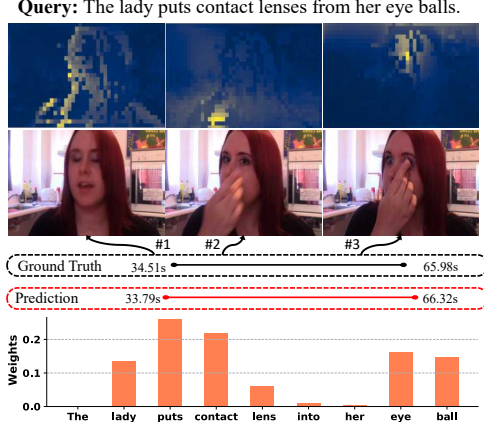 Query: The lady puts contact lenses from her eye balls.
#1 #2 #3
Ground Truth 34.51s 65.98s
Prediction 33.79s 66.32s
Weights
0.2
0.1
0.0
The lady puts contact lens into her eye ball